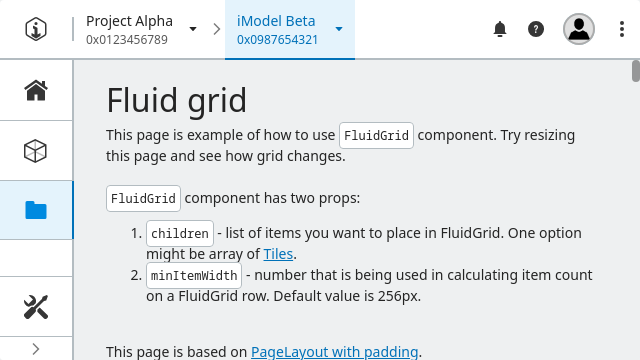 Project Alpha
0x0123456789
iModel Beta
0x0987654321
Fluid grid
This page is example of how to use FluidGrid component. Try resizing
this page and see how grid changes.
FluidGrid component has two props:
1. children - list of items you want to place in FluidGrid. One option
might be array of Tiles.
2. minItemWidth - number that is being used in calculating item count
on a FluidGrid row. Default value is 256px.
This page is based on PageLayout with padding.